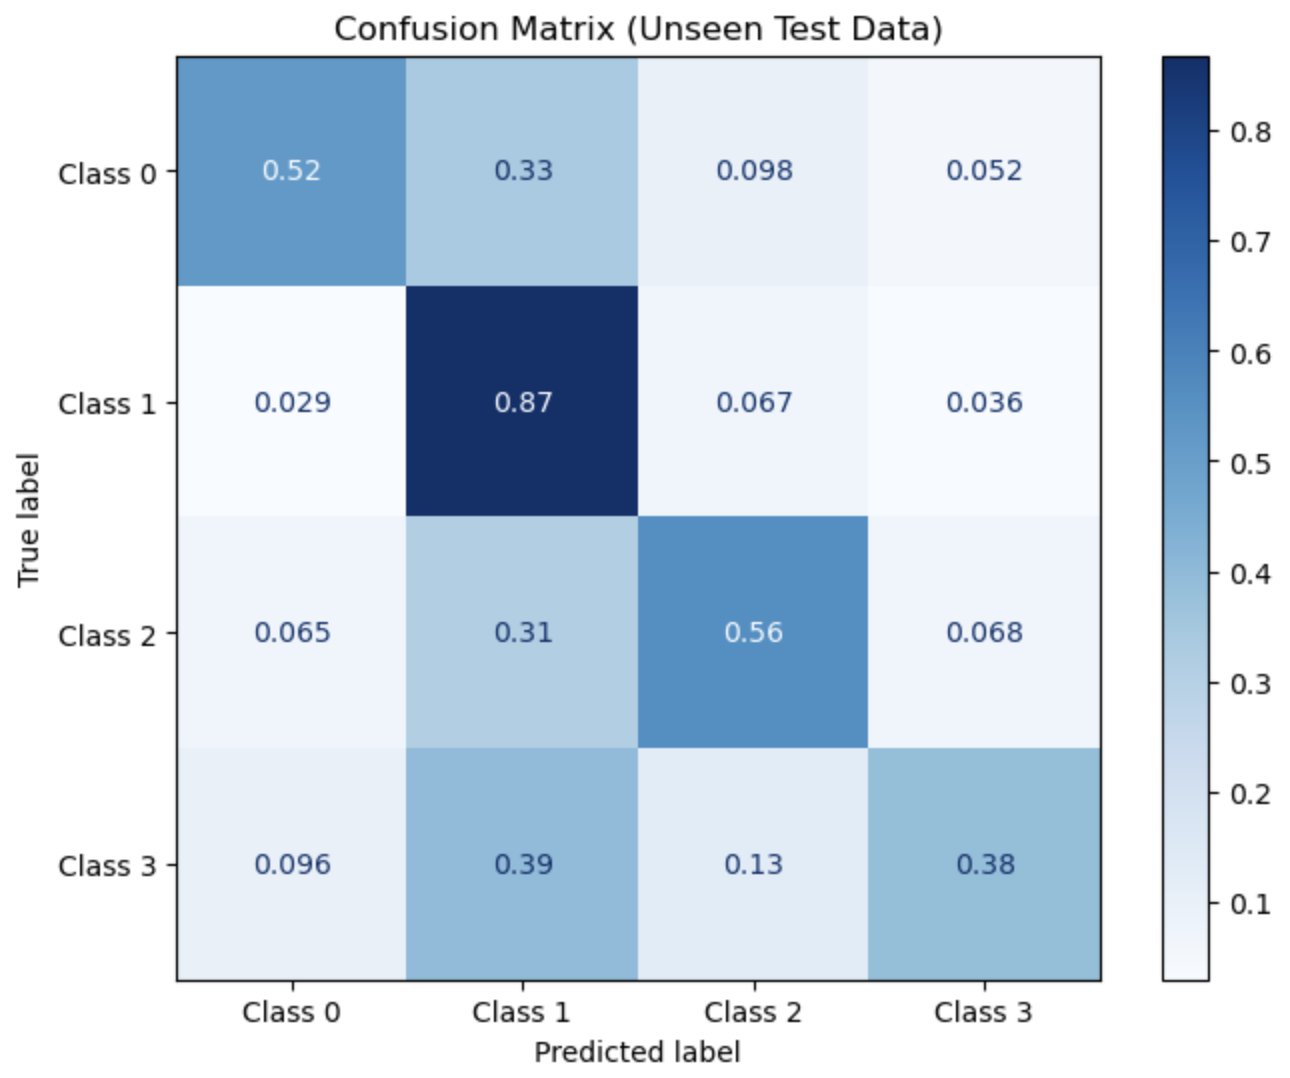 Confusion Matrix (Unseen Test Data)
Class 0 0.52 0.33 0.098 0.052
Class 1 0.029 0.87 0.067 0.036
Class 2 0.065 0.31 0.56 0.068
Class 3 0.096 0.39 0.13 0.38
Class 0 Class 1 Class 2 Class 3
Predicted label
True label
0.8
0.7
0.6
0.5
0.4
0.3
0.2
0.1